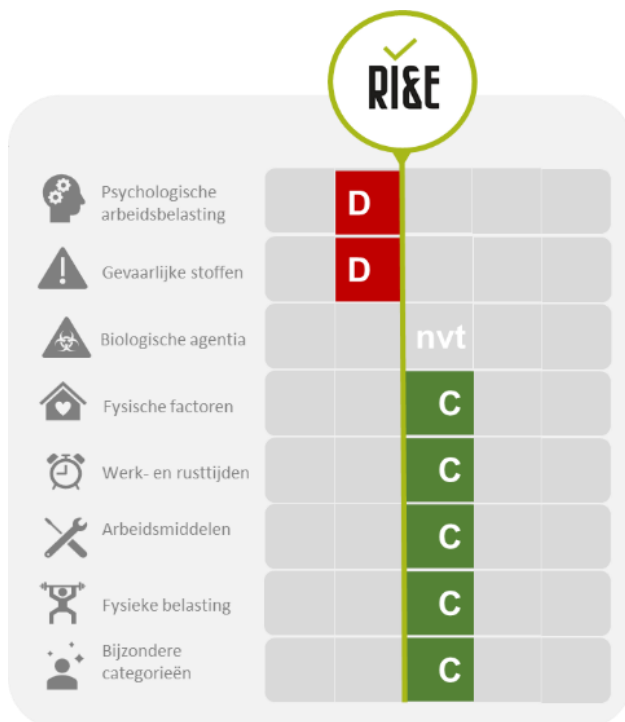 RI&E
Psychologische
arbeidsbelasting
D
Gevaarlijke stoffen
D
Biologische agentia
nvt
Fysische factoren
C
Werk- en rusttijden
C
Arbeidsmiddelen
C
Fysieke belasting
C
Bijzondere
categorieën
C